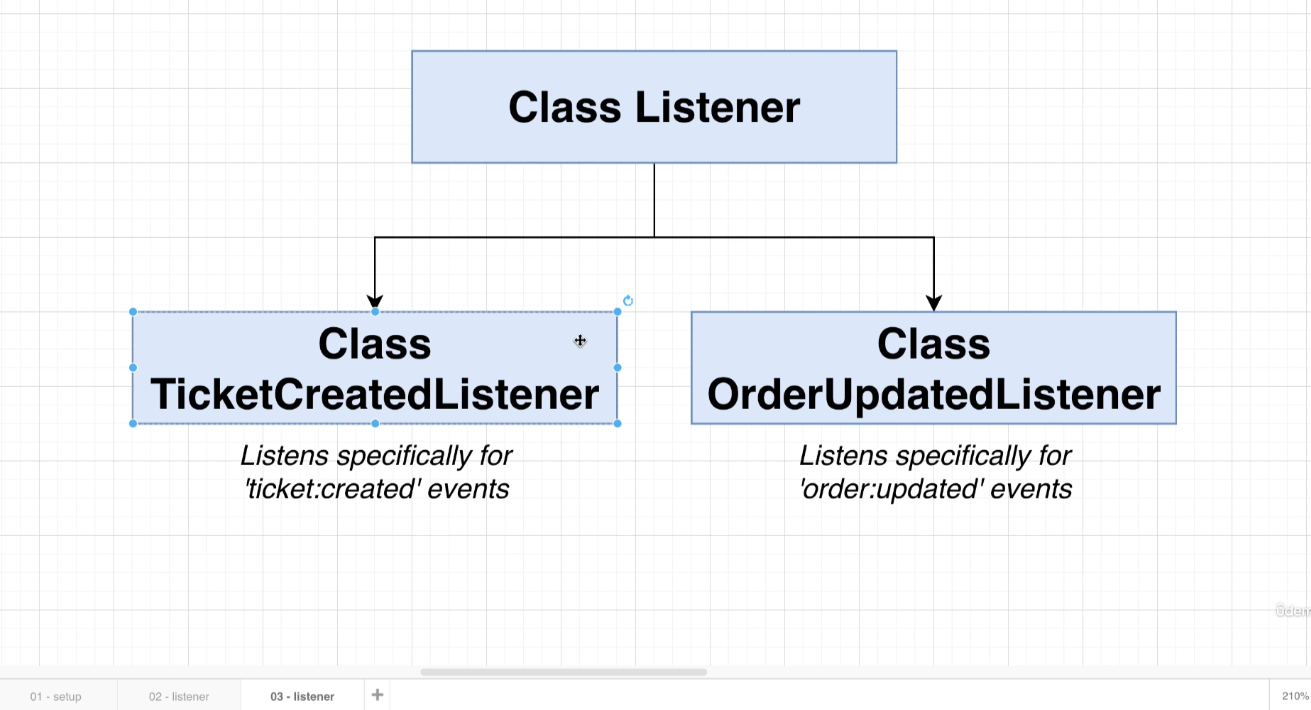 Class Listener
Class
TicketCreatedListener
Class
OrderUpdatedListener
Listens specifically for
'ticket:created' events
Listens specifically for
'order:updated' events
ûdem
01 - setup
02 - listener
03 - listener
210%